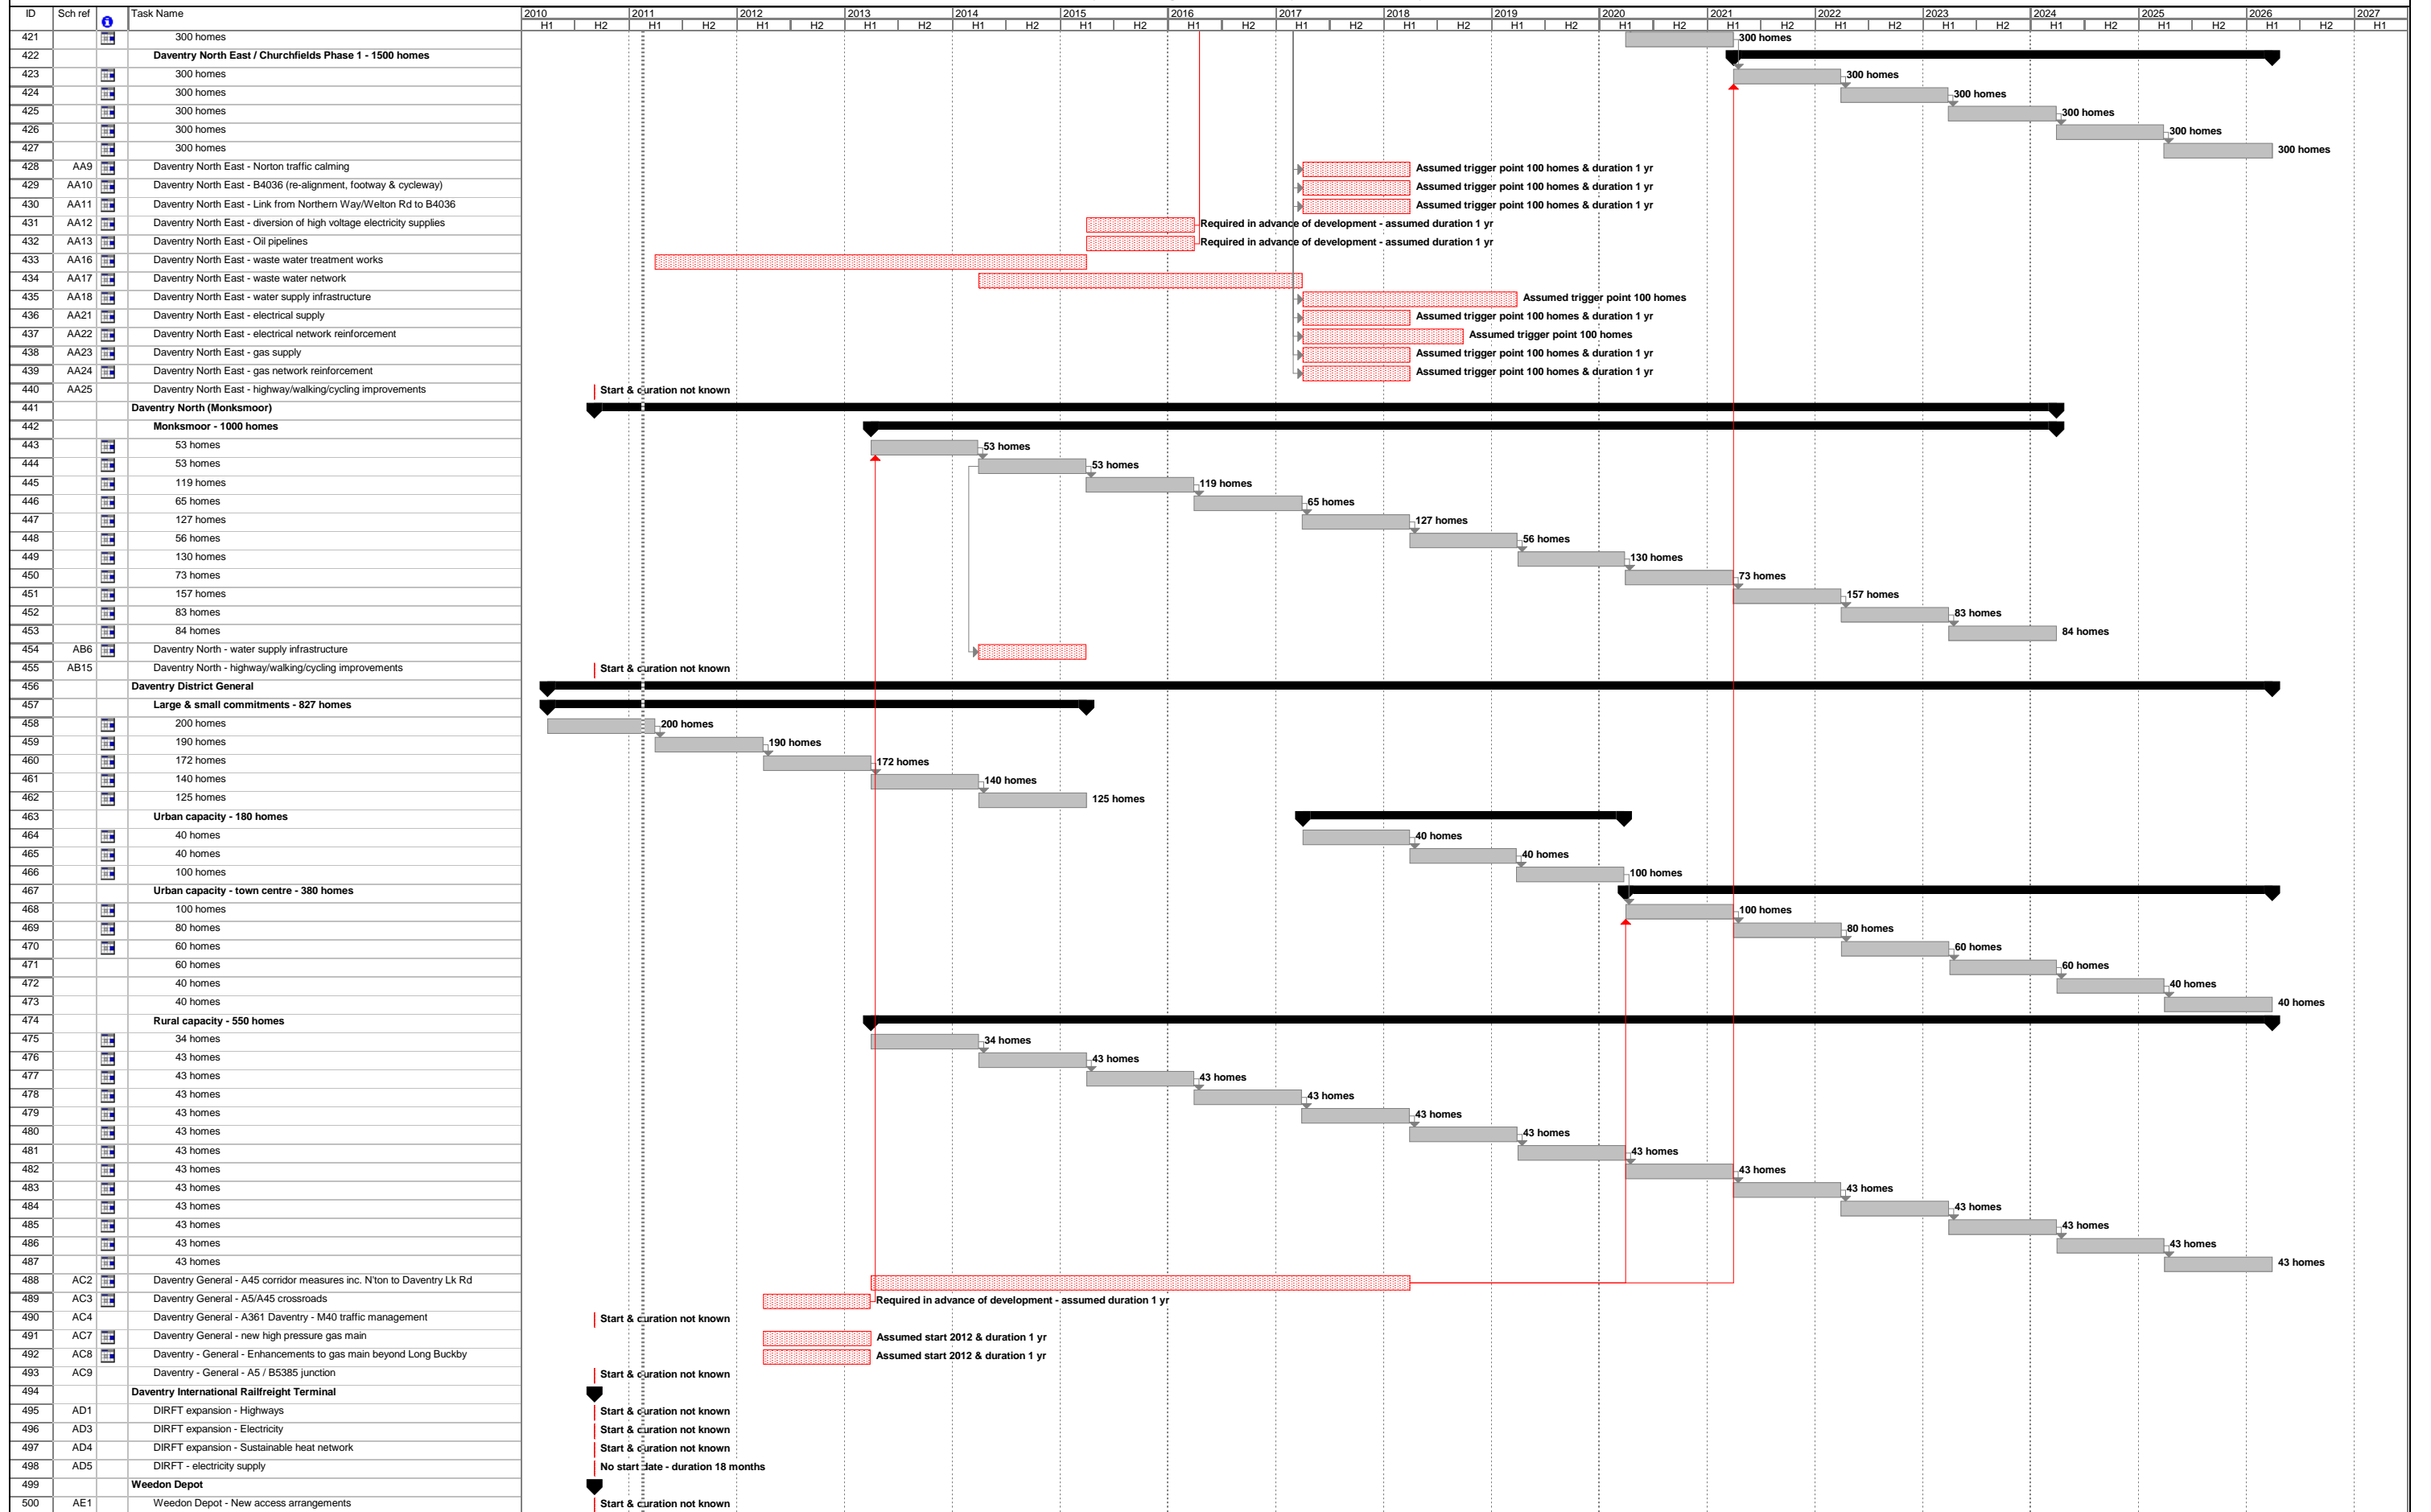 ID Sch ref Task Name 2010 2011 2012 2013 2014 2015 2016 2017 2018 2019 2020 2021 2022 2023 2024 2025 2026 2027
H1 H2 H1 H2 H1 H2 H1 H2 H1 H2 H1 H2 H1 H2 H1 H2 H1 H2 H1 H2 H1 H2 H1 H2 H1 H2 H1 H2 H1 H2 H1 H2 H1 H2 H1
421 300 homes 300 homes
422 Daventry North East / Churchfields Phase 1 - 1500 homes
423 300 homes 300 homes
424 300 homes 300 homes
425 300 homes 300 homes
426 300 homes 300 homes
427 300 homes 300 homes
428 AA9 Daventry North East - Norton traffic calming Assumed trigger point 100 homes & duration 1 yr
429 AA10 Daventry North East - B4036 (re-alignment, footway & cycleway) Assumed trigger point 100 homes & duration 1 yr
430 AA11 Daventry North East - Link from Northern Way/Welton Rd to B4036 Assumed trigger point 100 homes & duration 1 yr
431 AA12 Daventry North East - diversion of high voltage electricity supplies Required in advance of development - assumed duration 1 yr
432 AA13 Daventry North East - Oil pipelines Required in advance of development - assumed duration 1 yr
433 AA16 Daventry North East - waste water treatment works
434 AA17 Daventry North East - waste water network
435 AA18 Daventry North East - water supply infrastructure Assumed trigger point 100 homes
436 AA21 Daventry North East - electrical supply Assumed trigger point 100 homes & duration 1 yr
437 AA22 Daventry North East - electrical network reinforcement Assumed trigger point 100 homes
438 AA23 Daventry North East - gas supply Assumed trigger point 100 homes & duration 1 yr
439 AA24 Daventry North East - gas network reinforcement Assumed trigger point 100 homes & duration 1 yr
440 AA25 Daventry North East - highway/walking/cycling improvements Start & duration not known
441 Daventry North (Monksmoor)
442 Monksmoor - 1000 homes
443 53 homes 53 homes
444 53 homes 53 homes
445 119 homes 119 homes
446 65 homes 65 homes
447 127 homes 127 homes
448 56 homes 56 homes
449 130 homes 130 homes
450 73 homes 73 homes
451 157 homes 157 homes
452 83 homes 83 homes
453 84 homes 84 homes
454 AB6 Daventry North - water supply infrastructure
455 AB15 Daventry North - highway/walking/cycling improvements Start & duration not known
456 Daventry District General
457 Large & small commitments - 827 homes
458 200 homes 200 homes
459 190 homes 190 homes
460 172 homes 172 homes
461 140 homes 140 homes
462 125 homes 125 homes
463 Urban capacity - 180 homes
464 40 homes 40 homes
465 40 homes 40 homes
466 100 homes 100 homes
467 Urban capacity - town centre - 380 homes
468 100 homes 100 homes
469 80 homes 80 homes
470 60 homes 60 homes
471 60 homes 60 homes
472 40 homes 40 homes
473 40 homes 40 homes
474 Rural capacity - 550 homes
475 34 homes 34 homes
476 43 homes 43 homes
477 43 homes 43 homes
478 43 homes 43 homes
479 43 homes 43 homes
480 43 homes 43 homes
481 43 homes 43 homes
482 43 homes 43 homes
483 43 homes 43 homes
484 43 homes 43 homes
485 43 homes 43 homes
486 43 homes 43 homes
487 43 homes 43 homes
488 AC2 Daventry General - A45 corridor measures inc. N'ton to Daventry Lk Rd
489 AC3 Daventry General - A5/A45 crossroads Required in advance of development - assumed duration 1 yr
490 AC4 Daventry General - A361 Daventry - M40 traffic management Start & duration not known
491 AC7 Daventry General - new high pressure gas main Assumed start 2012 & duration 1 yr
492 AC8 Daventry - General - Enhancements to gas main beyond Long Buckby Assumed start 2012 & duration 1 yr
493 AC9 Daventry - General - A5 / B5385 junction Start & duration not known
494 Daventry International Railfreight Terminal
495 AD1 DIRFT expansion - Highways Start & duration not known
496 AD3 DIRFT expansion - Electricity Start & duration not known
497 AD4 DIRFT expansion - Sustainable heat network Start & duration not known
498 AD5 DIRFT - electricity supply No start date - duration 18 months
499 Weedon Depot
500 AE1 Weedon Depot - New access arrangements Start & duration not known